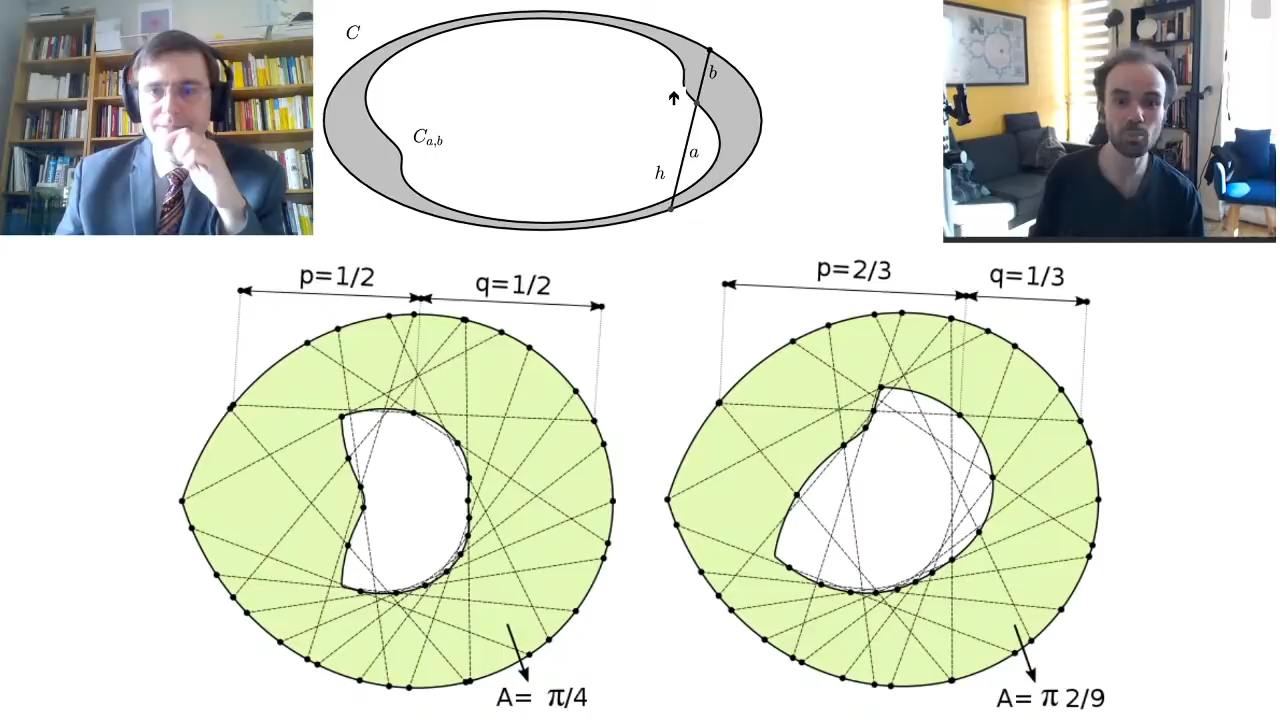 C
b
C_{a,b}
a
h
p=1/2
q=1/2
p=2/3
q=1/3
A= π/4
A= π 2/9